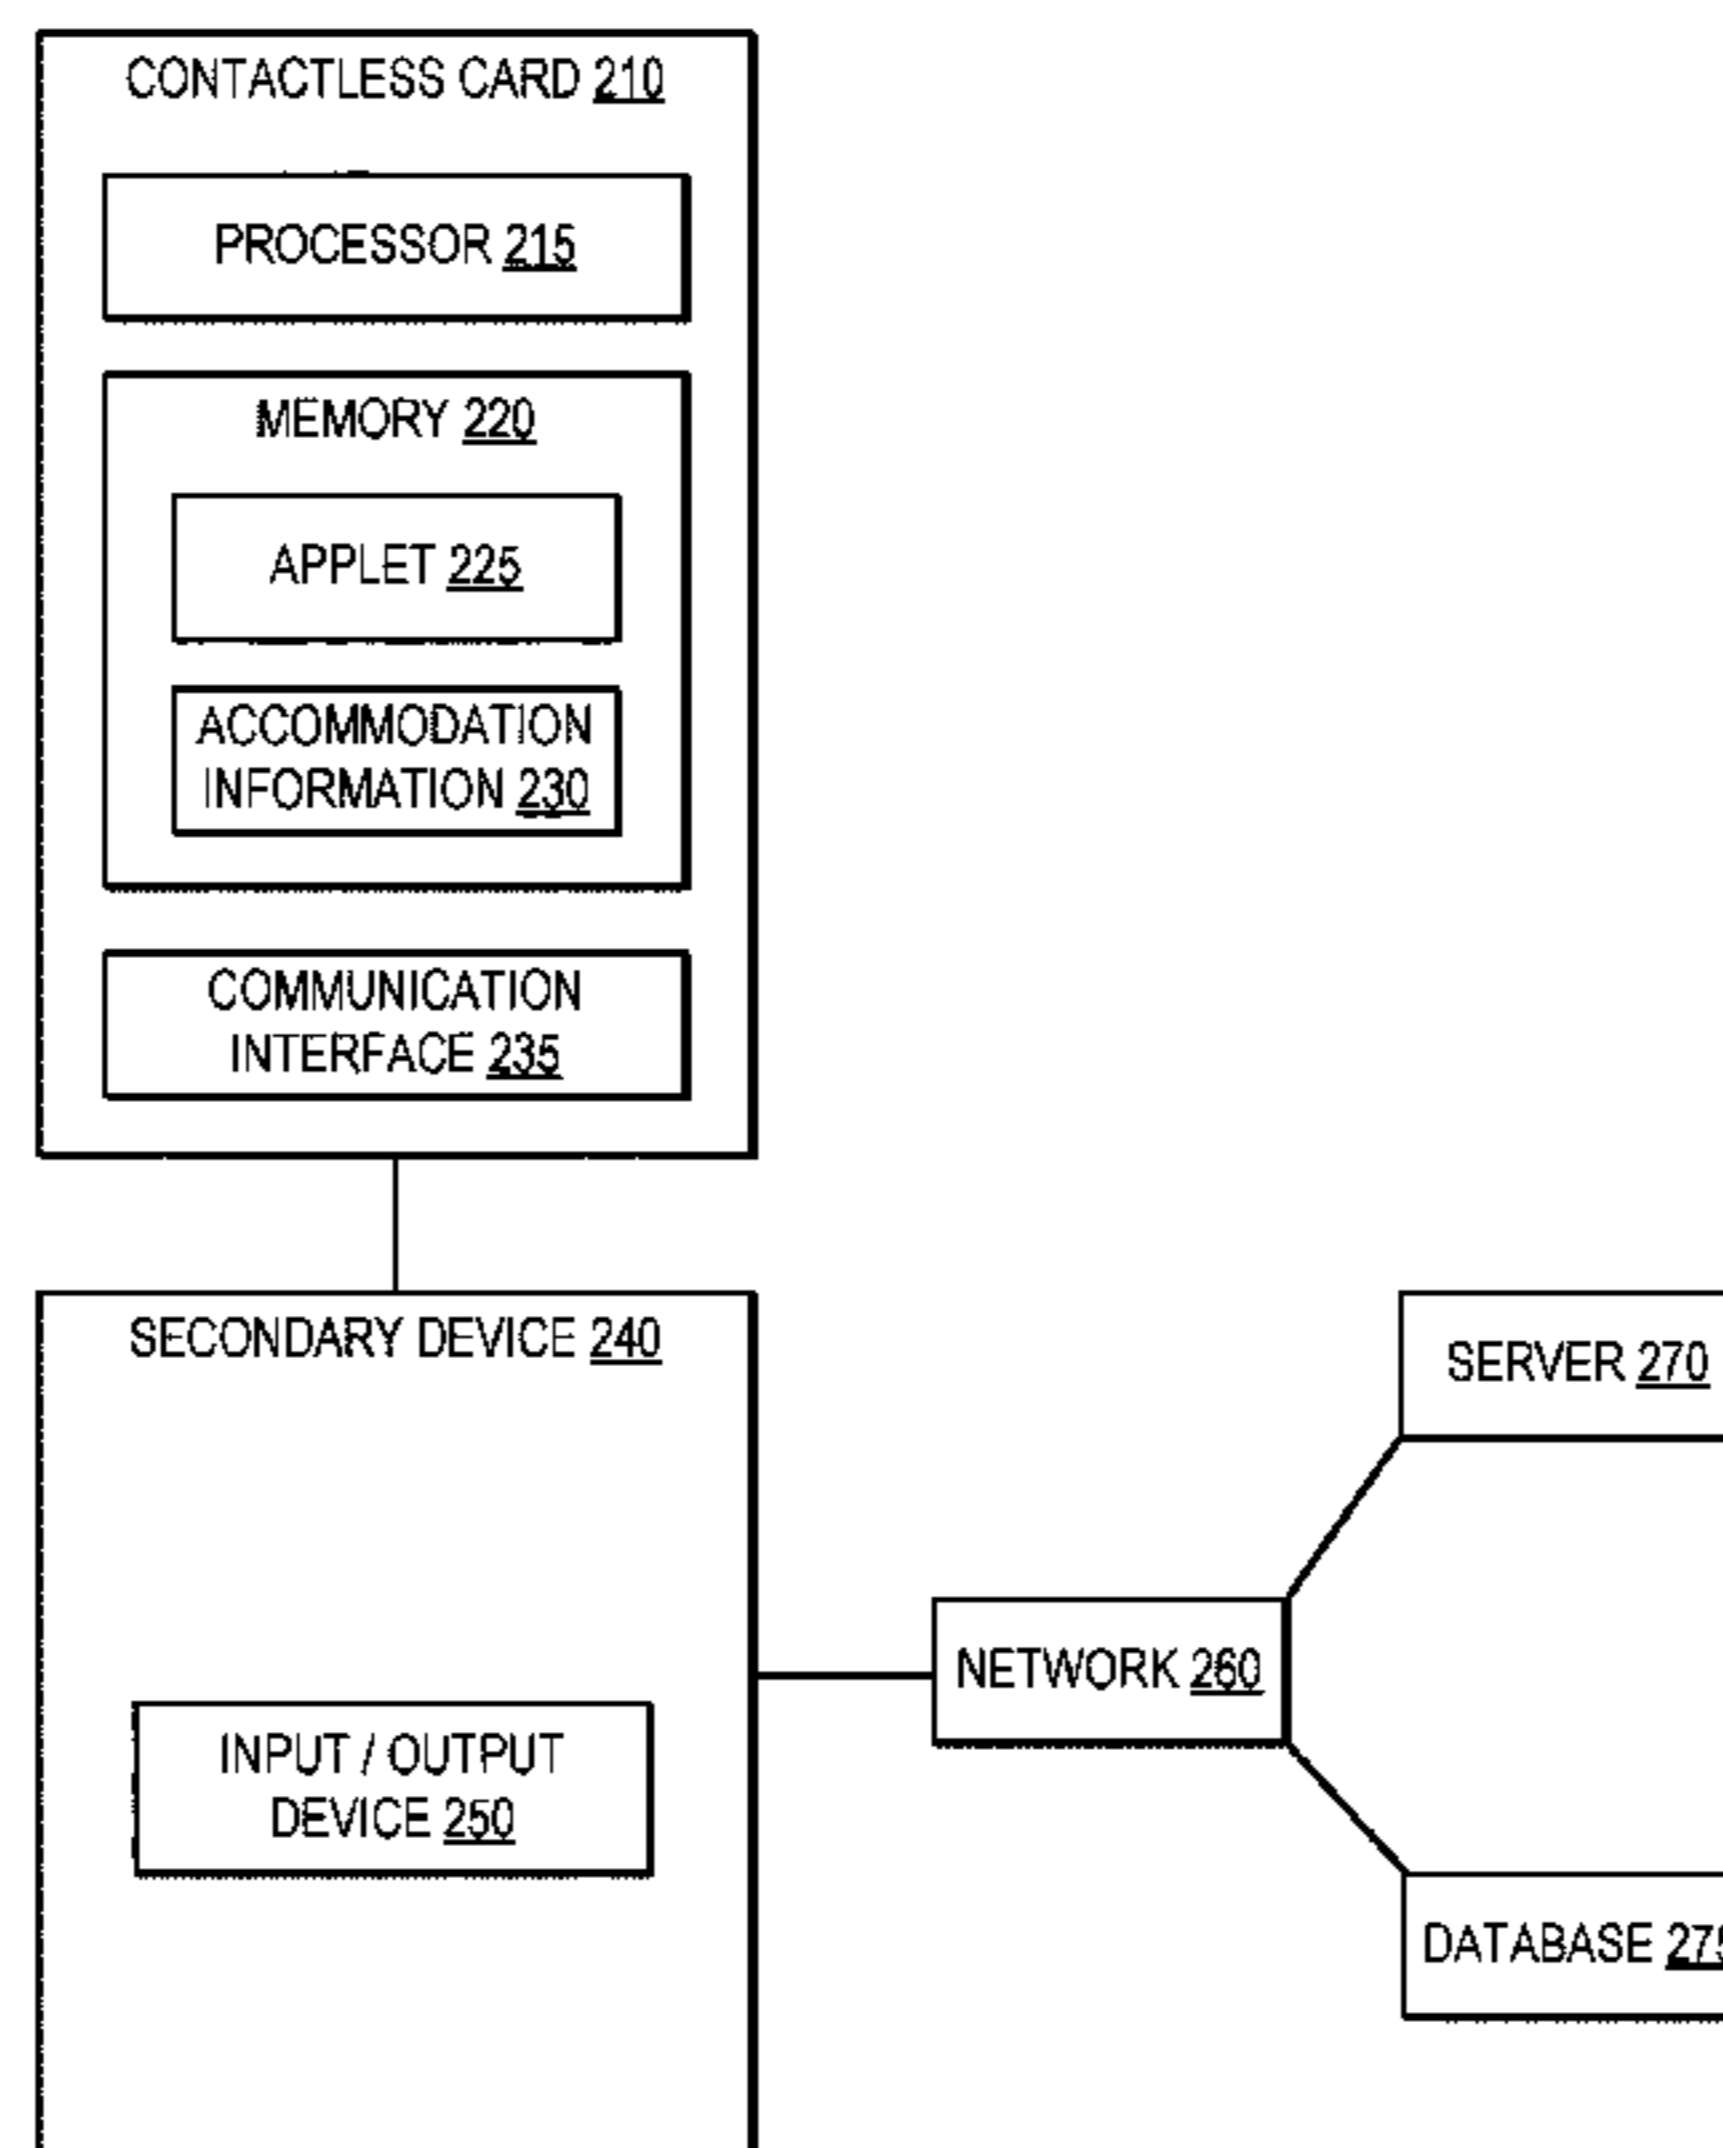 CONTACTLESS CARD 210
PROCESSOR 215
MEMORY 220
APPLET 225
ACCOMMODATION
INFORMATION 230
COMMUNICATION
INTERFACE 235
SECONDARY DEVICE 240
SERVER 270
NETWORK 260
INPUT / OUTPUT
DEVICE 250
DATABASE 275